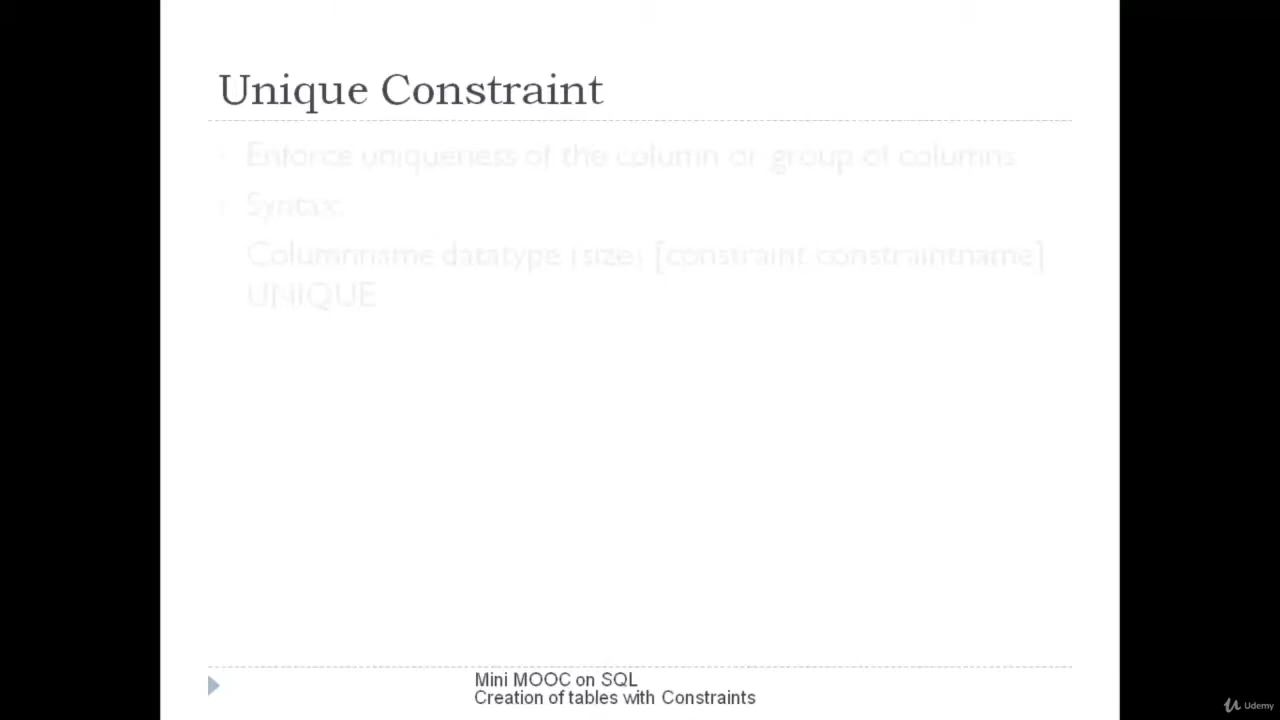 Unique Constraint
Enforce uniqueness of the column or group of columns
Syntax:
Columnname datatype (size) [constraint constraintname]
UNIQUE
Mini MOOC on SQL
Creation of tables with Constraints
Udemy